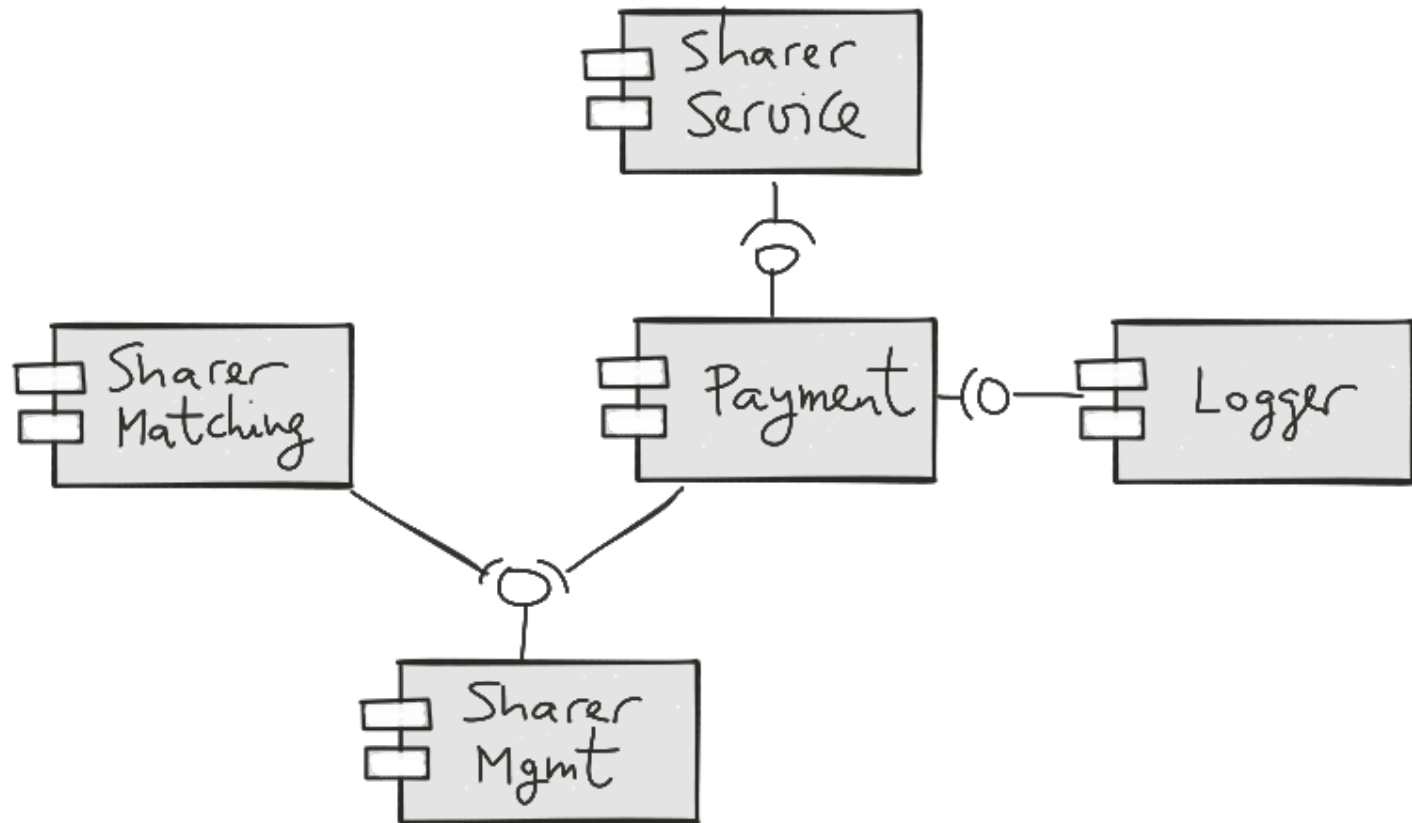 Sharer
Service
Sharer
Matching
Payment
Logger
Sharer
Mgmt